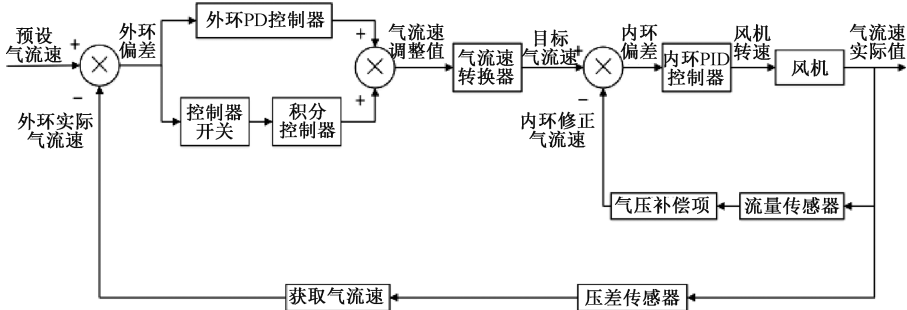 预设
气流速
+
−
外环
偏差
外环PD控制器
+
+
气流速
调整值
气流速
转换器
目标
气流速
+
−
内环
偏差
内环PID
控制器
风机
转速
风机
气流速
实际值
外环实际
气流速
控制器
开关
积分
控制器
内环修正
气流速
气压补偿项
流量传感器
获取气流速
压差传感器